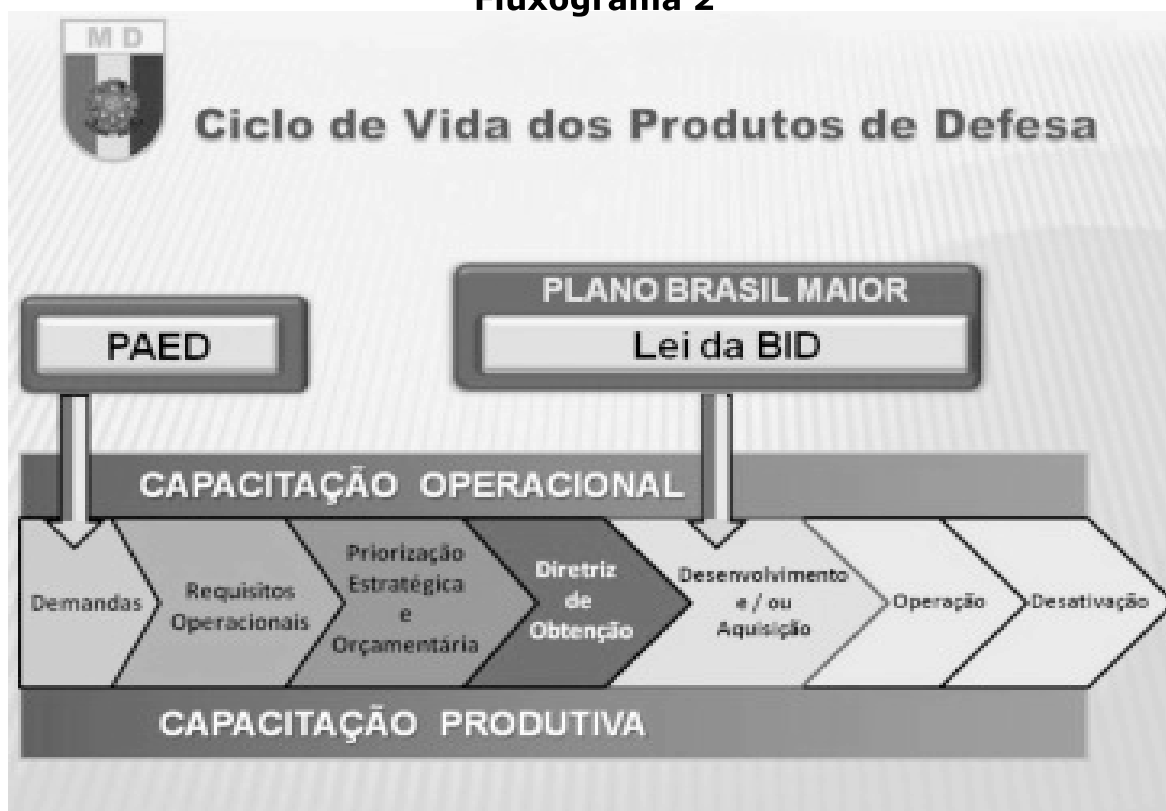 Fluxograma 2
M D
Ciclo de Vida dos Produtos de Defesa
PLANO BRASIL MAIOR
PAED
Lei da BID
CAPACITAÇÃO OPERACIONAL
Demandas
Requisitos
Operacionais
Priorização
Estratégica
e
Orçamentária
Diretriz
de
Obtenção
Desenvolvimento
e / ou
Aquisição
Operação
Desativação
CAPACITAÇÃO PRODUTIVA